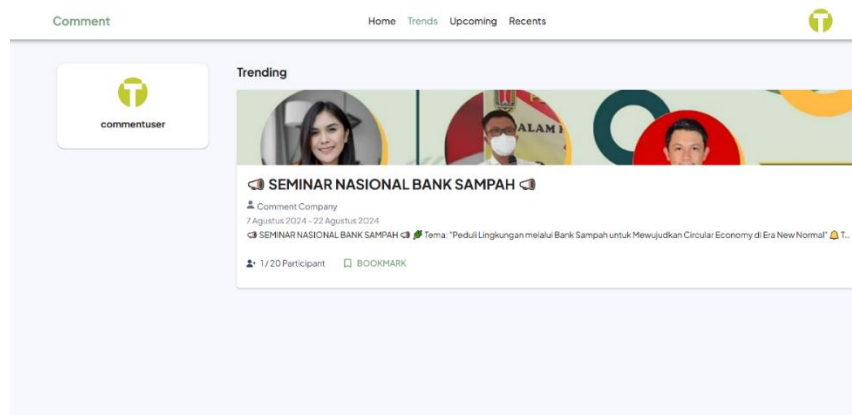 Comment
Home Trends Upcoming Recents
commentuser
Trending
ALAM
SEMINAR NASIONAL BANK SAMPAH
Comment Company
7 Agustus 2024 - 22 Agustus 2024
SEMINAR NASIONAL BANK SAMPAH Tema: "Peduli Lingkungan melalui Bank Sampah untuk Mewujudkan Circular Economy di Era New Normal" T...
1 / 20 Participant BOOKMARK